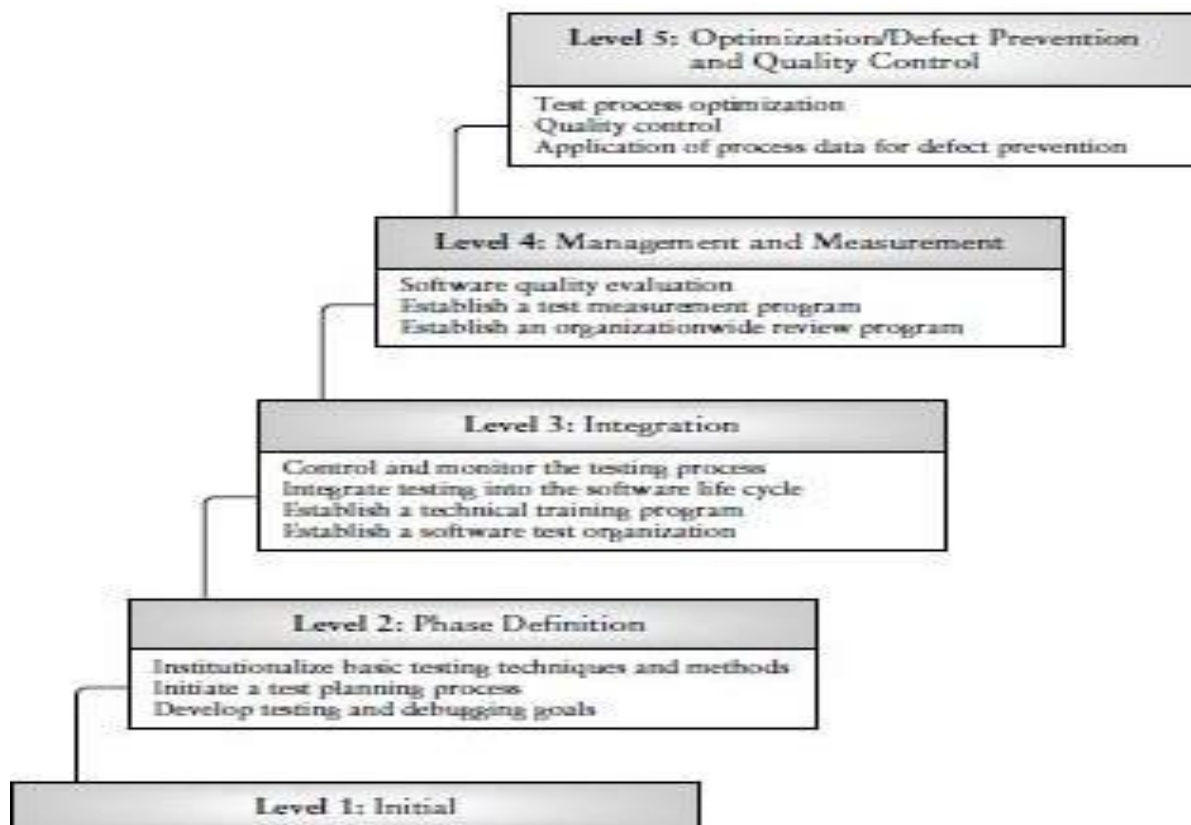 Level 5: Optimization/Defect Prevention
and Quality Control
Test process optimization
Quality control
Application of process data for defect prevention
Level 4: Management and Measurement
Software quality evaluation
Establish a test measurement program
Establish an organizationwide review program
Level 3: Integration
Control and monitor the testing process
Integrate testing into the software life cycle
Establish a technical training program
Establish a software test organization
Level 2: Phase Definition
Institutionalize basic testing techniques and methods
Initiate a test planning process
Develop testing and debugging goals
Level 1: Initial